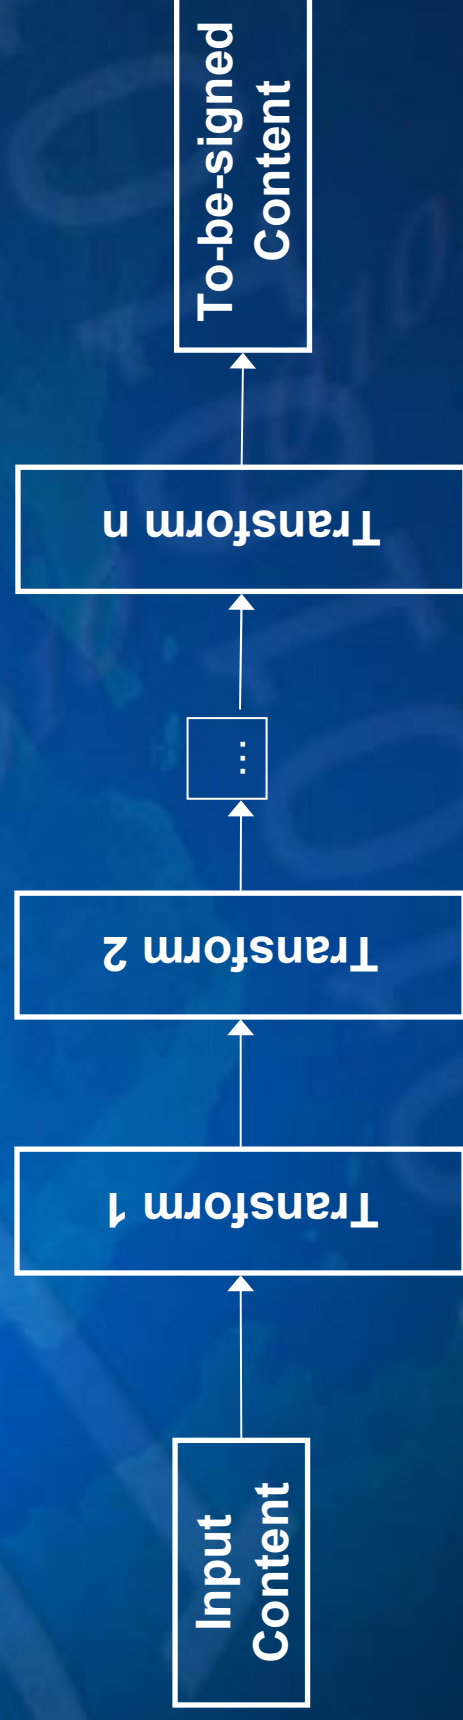 Input
Content
Transform 1
Transform 2
...
Transform n
To-be-signed
Content